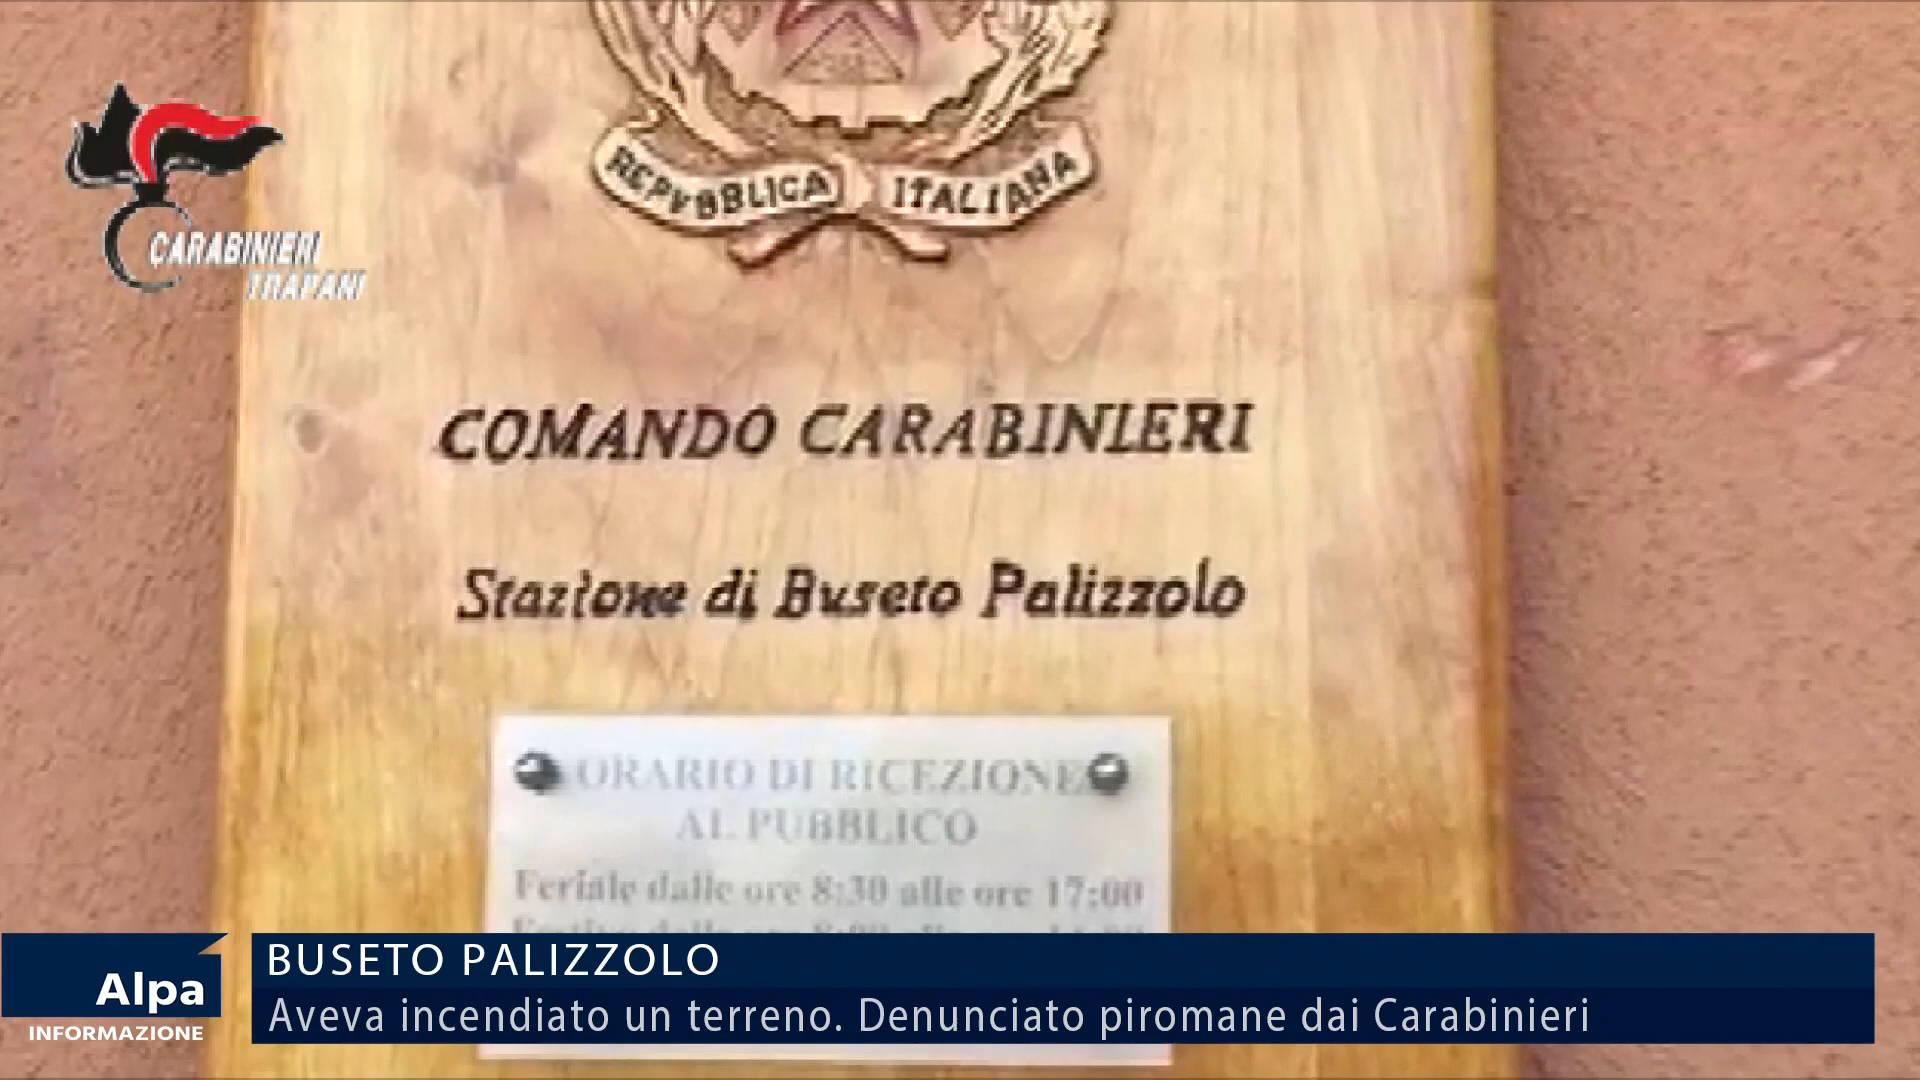 REPVBBLICA ITALIANA
CARABINIERI
TRAPANI
COMANDO CARABINIERI
Stazione di Buseto Palizzolo
ORARIO DI RICEZIONE
AL PUBBLICO
Feriale dalle ore 8:30 alle ore 17:00
BUSETO PALIZZOLO
Aveva incendiato un terreno. Denunciato piromane dai Carabinieri
Alpa
INFORMAZIONE